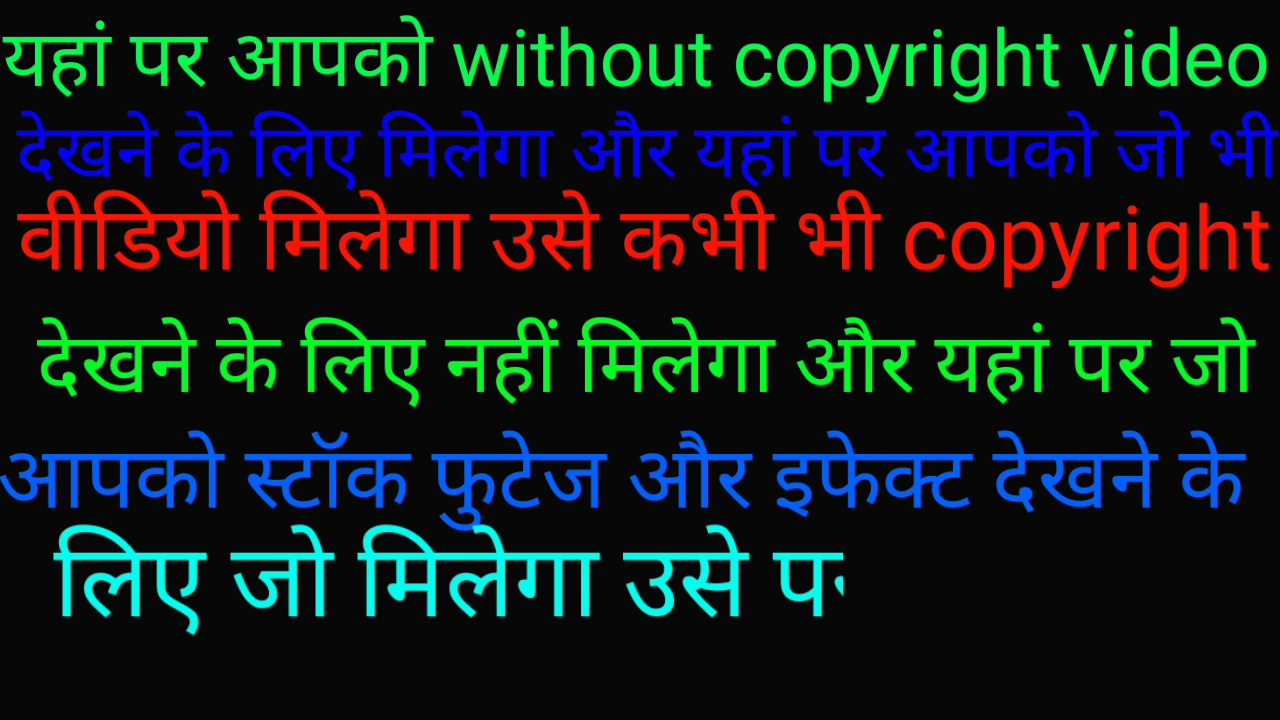 यहां पर आपको without copyright video
देखने के लिए मिलेगा और यहां पर आपको जो भी
वीडियो मिलेगा उसे कभी भी copyright
देखने के लिए नहीं मिलेगा और यहां पर जो
आपको स्टॉक फुटेज और इफेक्ट देखने के
लिए जो मिलेगा उसे